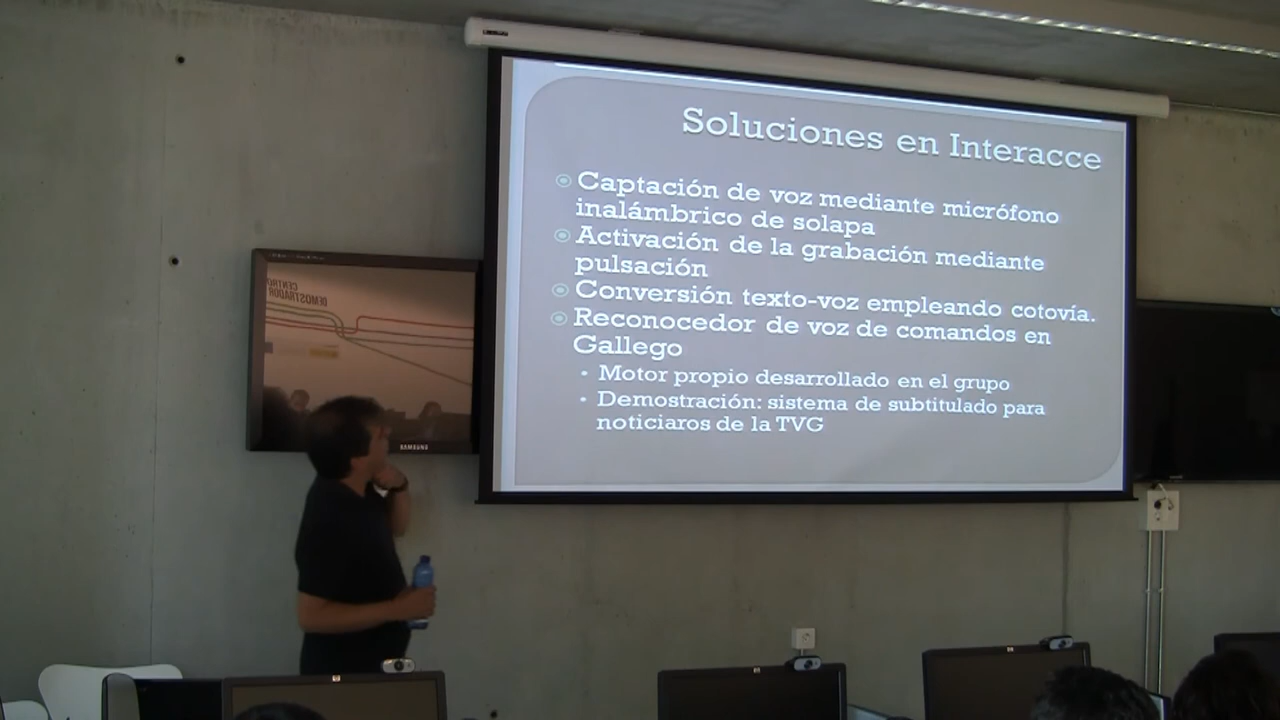 Soluciones en Interacce
Captación de voz mediante micrófono
inalámbrico de solapa
Activación de la grabación mediante
pulsación
Conversión texto-voz empleando cotovía.
Reconocedor de voz de comandos en
Gallego
Motor propio desarrollado en el grupo
Demostración: sistema de subtitulado para
noticiaros de la TVG
CENTRO
DEMOSTRADOR
SAMSUNG